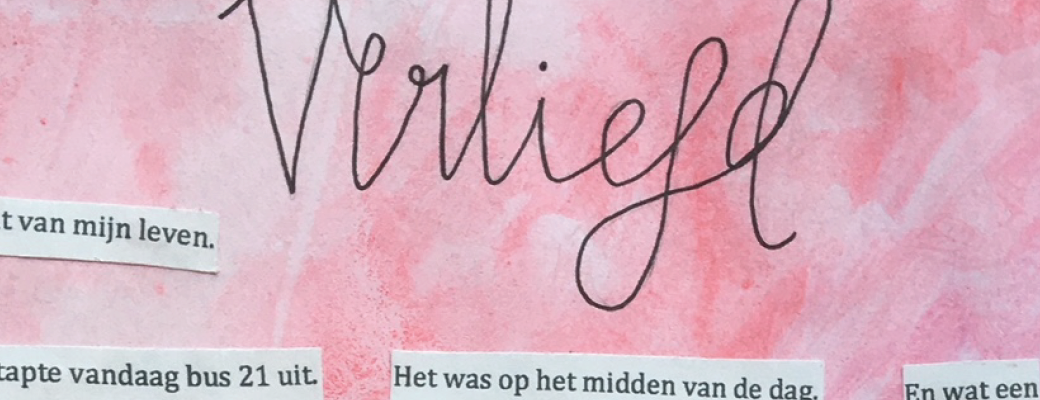 Verliefd
t van mijn leven.
tapte vandaag bus 21 uit.
Het was op het midden van de dag.
En wat een